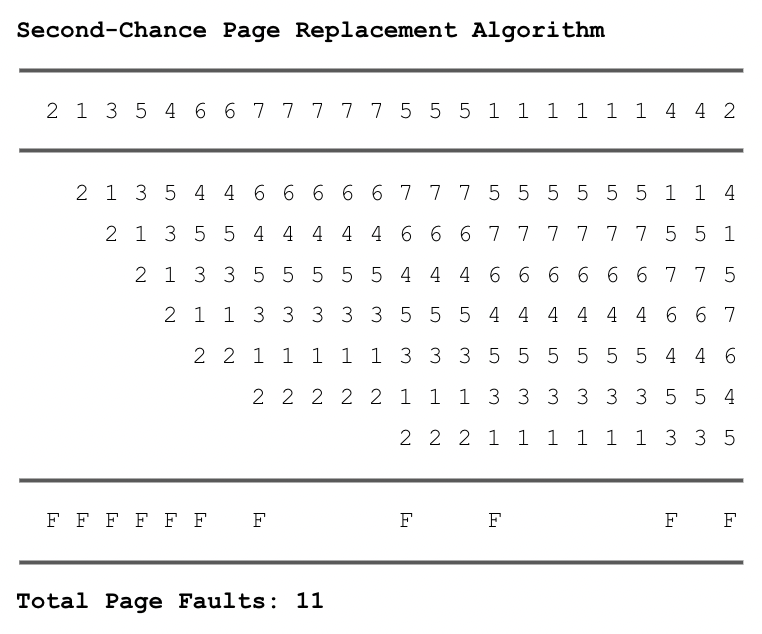 Second-Chance Page Replacement Algorithm
2 1 3 5 4 6 6 7 7 7 7 7 5 5 5 1 1 1 1 1 1 4 4 2
2 1 3 5 4 4 6 6 6 6 6 7 7 7 5 5 5 5 5 5 1 1 4
2 1 3 5 5 4 4 4 4 4 6 6 6 7 7 7 7 7 7 5 5 1
2 1 3 3 5 5 5 5 5 4 4 4 6 6 6 6 6 6 7 7 5
2 1 1 3 3 3 3 3 5 5 5 4 4 4 4 4 4 6 6 7
2 2 1 1 1 1 1 3 3 3 5 5 5 5 5 5 4 4 6
2 2 2 2 2 1 1 1 3 3 3 3 3 3 5 5 4
2 2 2 1 1 1 1 1 1 3 3 5
F F F F F F F F F F F
Total Page Faults: 11